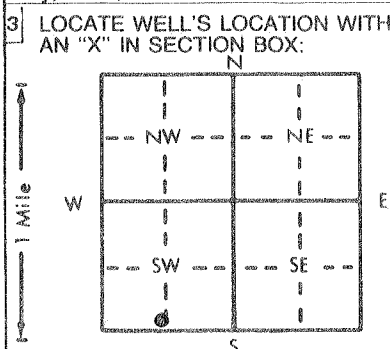 3 LOCATE WELL'S LOCATION WITH
AN "X" IN SECTION BOX:
N
NW NE
1 Mile
W E
SW SE
S